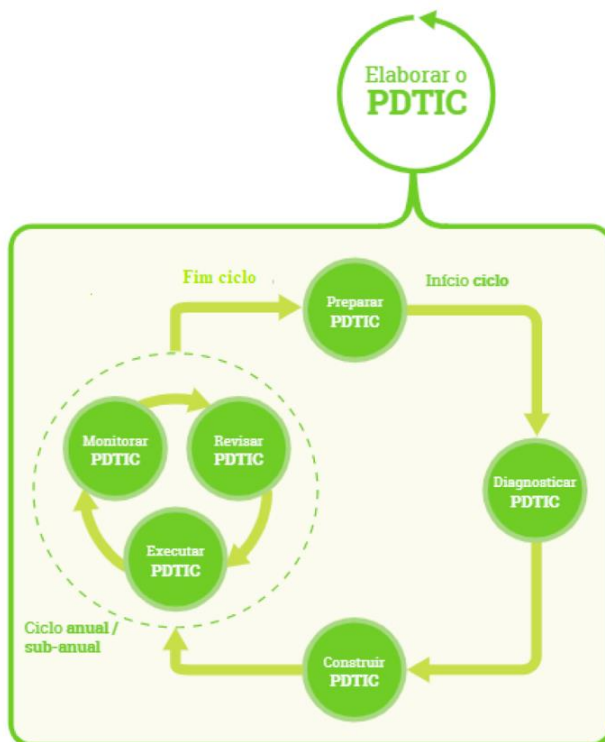 Elaborar o
PDTIC
Fim ciclo
Preparar
PDTIC
Início ciclo
Monitorar
PDTIC
Revisar
PDTIC
Diagnosticar
PDTIC
Executar
PDTIC
Ciclo anual /
sub-anual
Construir
PDTIC